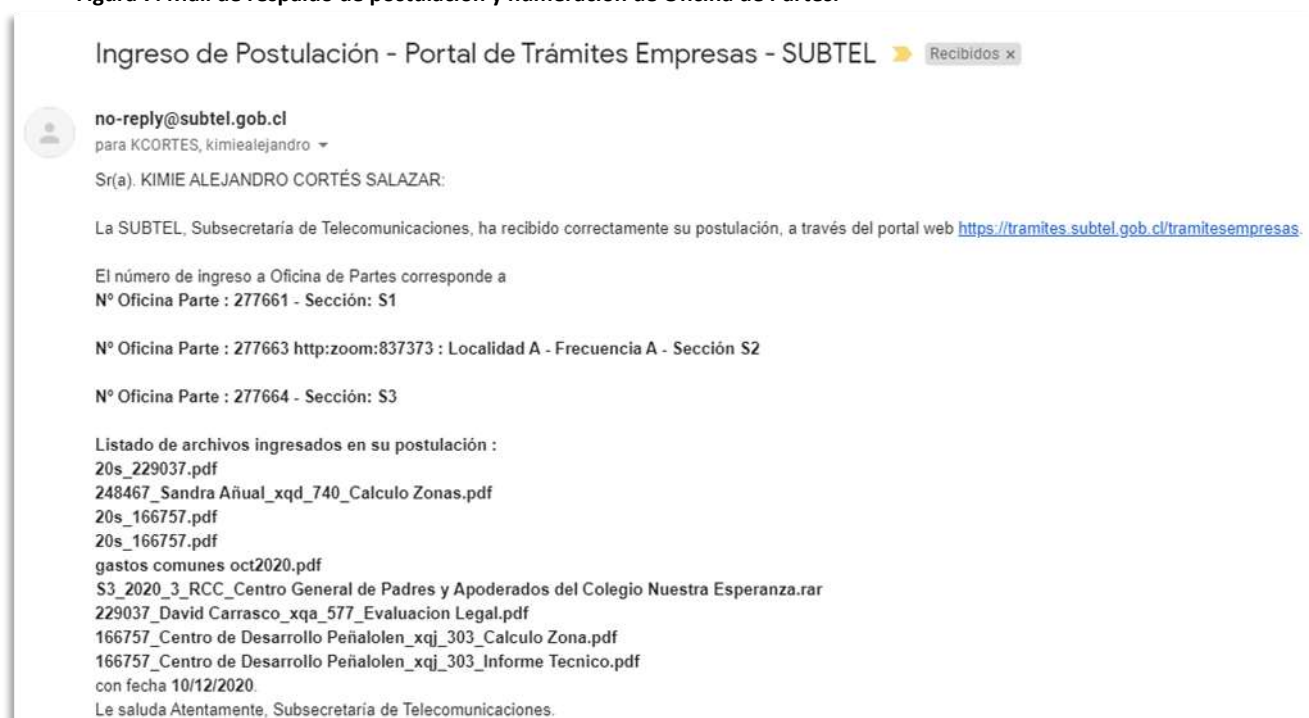 Ingreso de Postulación - Portal de Trámites Empresas - SUBTEL Recibidos x
no-reply@subtel.gob.cl
para KCORTES, kimiealejandro
Sr(a). KIMIE ALEJANDRO CORTÉS SALAZAR:
La SUBTEL, Subsecretaría de Telecomunicaciones, ha recibido correctamente su postulación, a través del portal web https://tramites.subtel.gob.cl/tramitesempresas.
El número de ingreso a Oficina de Partes corresponde a
Nº Oficina Parte : 277661 - Sección: S1
Nº Oficina Parte : 277663 http:zoom:837373 : Localidad A - Frecuencia A - Sección S2
Nº Oficina Parte : 277664 - Sección: S3
Listado de archivos ingresados en su postulación :
20s_229037.pdf
248467_Sandra Añual_xqd_740_Calculo Zonas.pdf
20s_166757.pdf
20s_166757.pdf
gastos comunes oct2020.pdf
S3_2020_3_RCC_Centro General de Padres y Apoderados del Colegio Nuestra Esperanza.rar
229037_David Carrasco_xqa_577_Evaluacion Legal.pdf
166757_Centro de Desarrollo Peñalolen_xqj_303_Calculo Zona.pdf
166757_Centro de Desarrollo Peñalolen_xqj_303_Informe Tecnico.pdf
con fecha 10/12/2020.
Le saluda Atentamente, Subsecretaría de Telecomunicaciones.